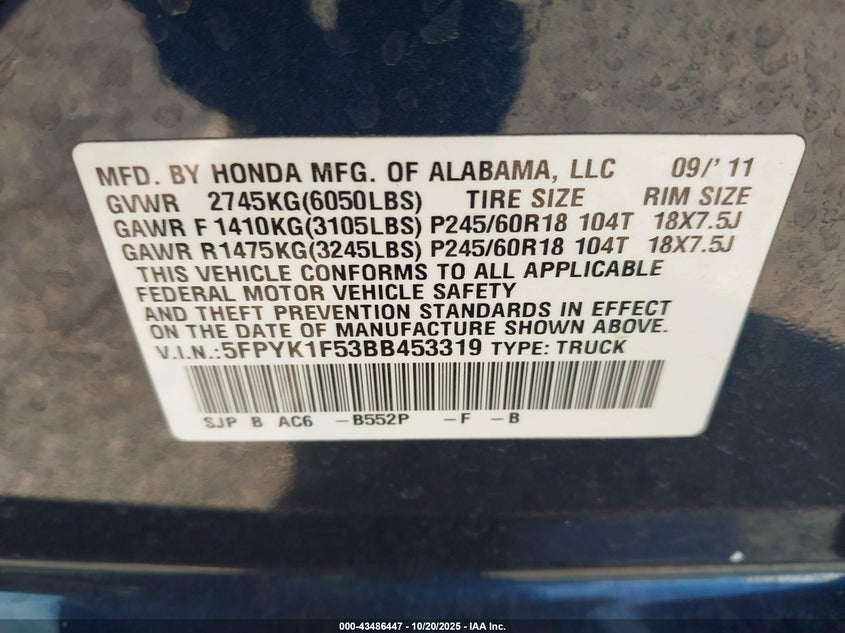 MFD. BY HONDA MFG. OF ALABAMA, LLC 09/' 11
GVWR 2745KG(6050LBS) TIRE SIZE RIM SIZE
GAWR F 1410KG(3105LBS) P245/60R18 104T 18X7.5J
GAWR R1475KG(3245LBS) P245/60R18 104T 18X7.5J
THIS VEHICLE CONFORMS TO ALL APPLICABLE
FEDERAL MOTOR VEHICLE SAFETY
AND THEFT PREVENTION STANDARDS IN EFFECT
ON THE DATE OF MANUFACTURE SHOWN ABOVE.
V.I.N.:5FPYK1F53BB453319 TYPE: TRUCK
SJP B AC6 -B552P -F -B
000-43486447 | 10/20/2025 - IAA Inc.